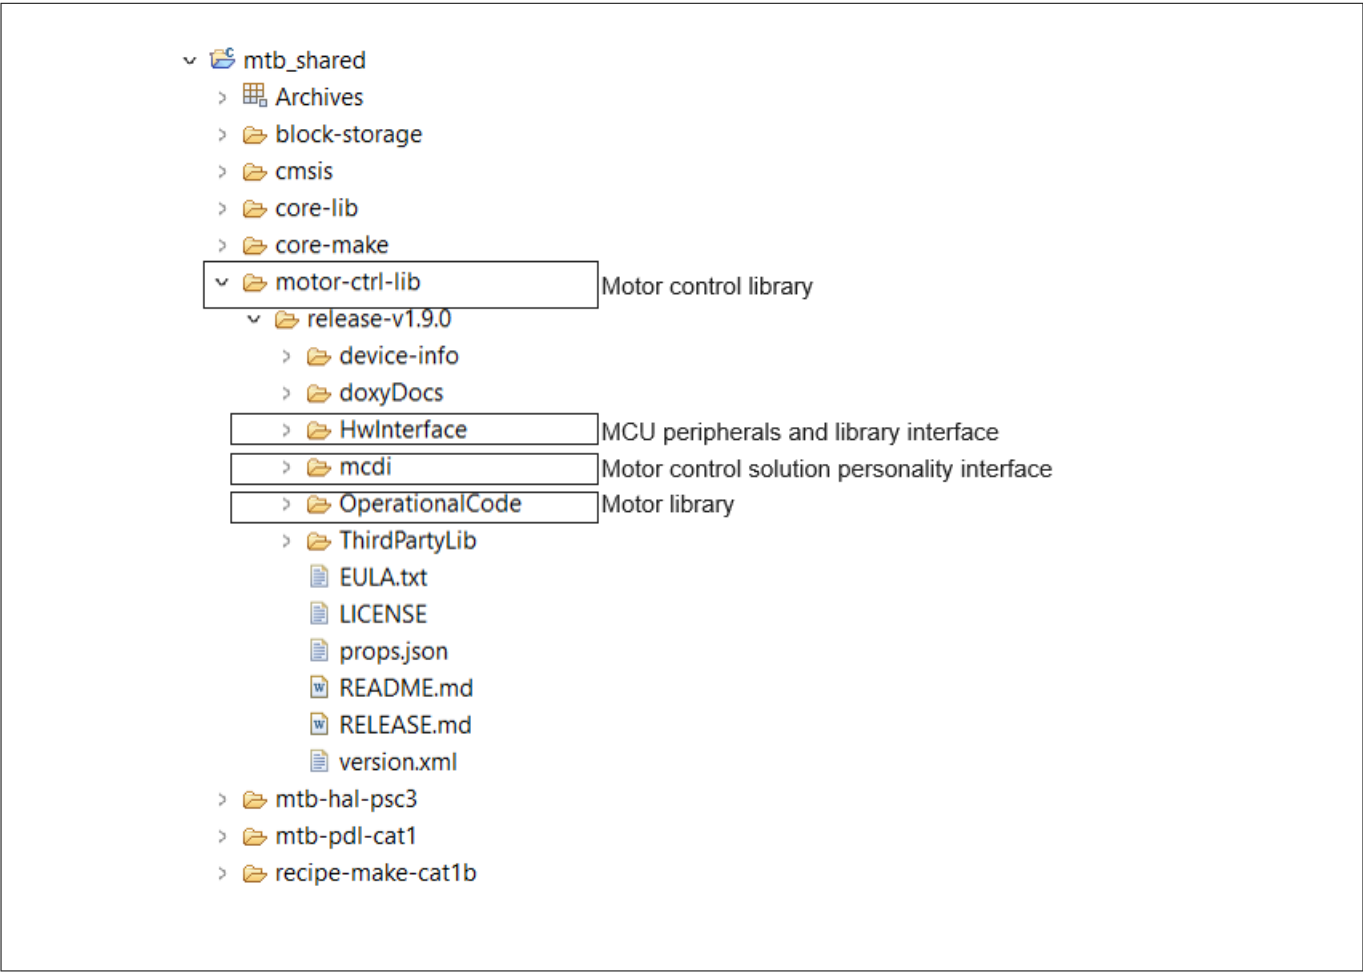 mtb_shared
Archives
block-storage
cmsis
core-lib
core-make
motor-ctrl-lib Motor control library
release-v1.9.0
device-info
doxyDocs
HwInterface MCU peripherals and library interface
mcdi Motor control solution personality interface
OperationalCode Motor library
ThirdPartyLib
EULA.txt
LICENSE
props.json
README.md
RELEASE.md
version.xml
mtb-hal-psc3
mtb-pdl-cat1
recipe-make-cat1b